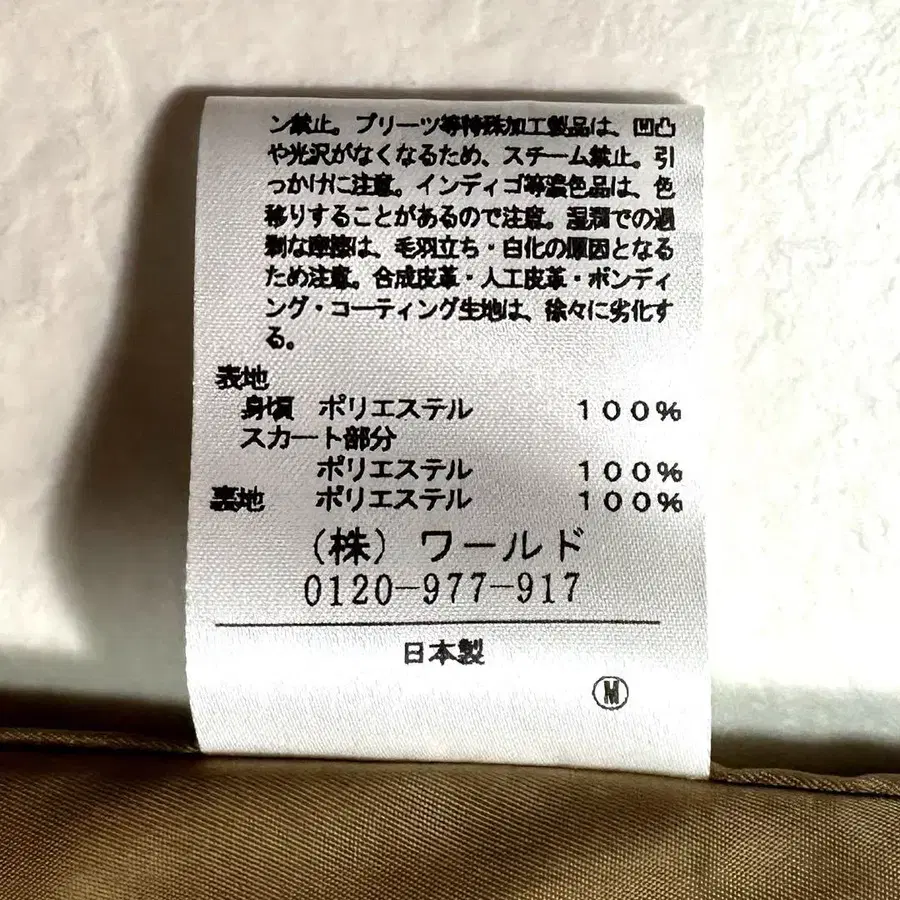 ン禁止。プリーツ等特殊加工製品は、凹凸
や光沢がなくなるため、スチーム禁止。引
っかけに注意。インディゴ等濃色品は、色
移りすることがあるので注意。湿潤での過
剰な摩擦は、毛羽立ち・白化の原因となる
ため注意。合成皮革・人工皮革・ボンディ
ング・コーティング生地は、徐々に劣化す
る。
表地
身頃 ポリエステル 100%
スカート部分
ポリエステル 100%
裏地 ポリエステル 100%
(株) ワールド
0120-977-917
日本製
M